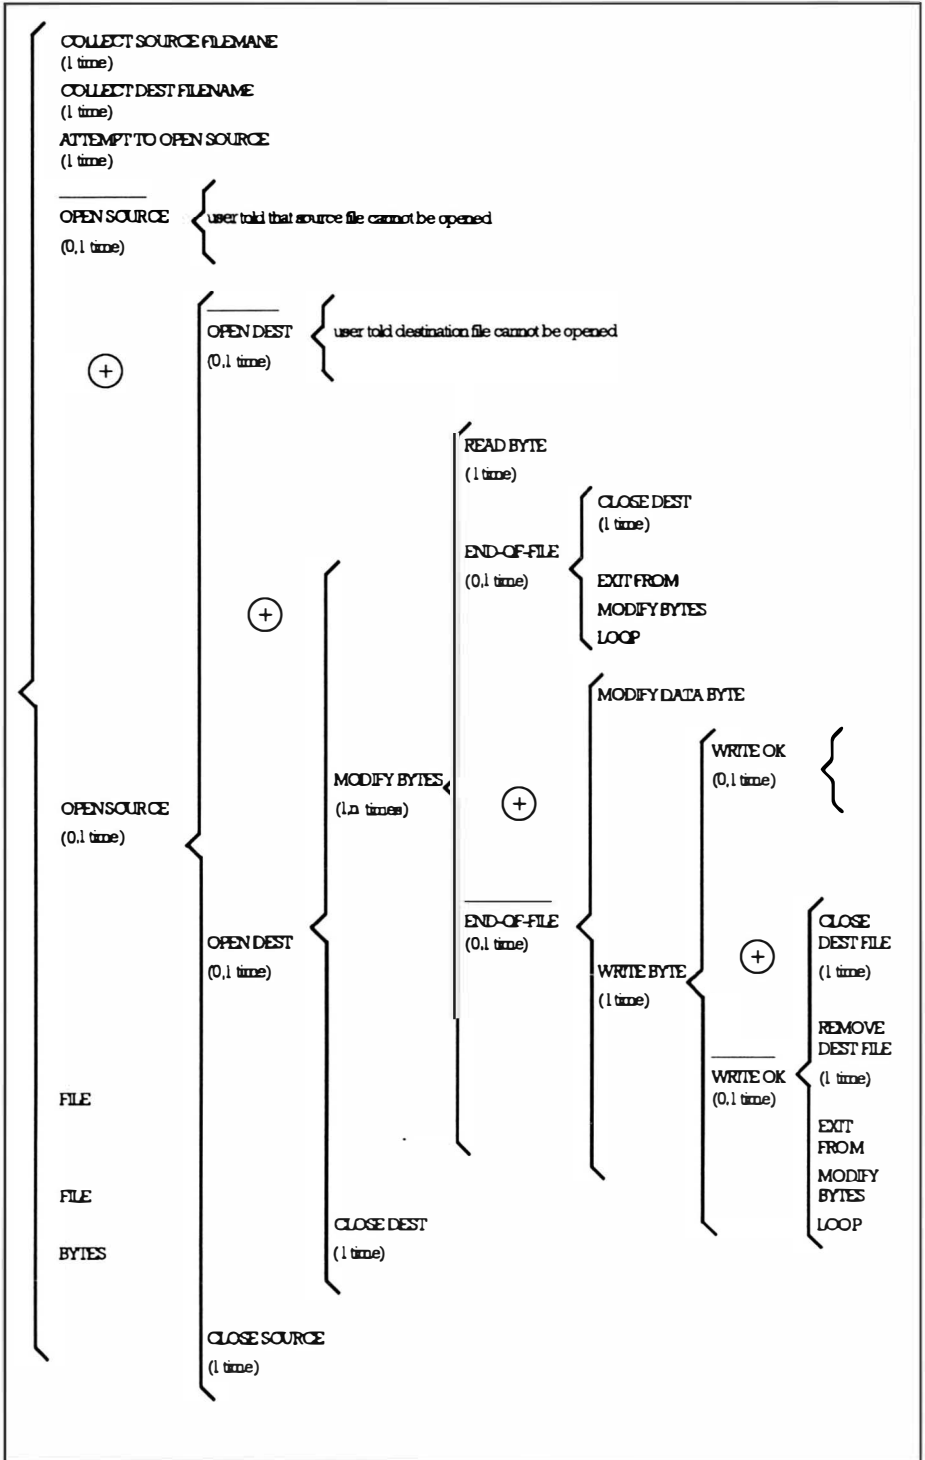 COLLECT SOURCE FILEMANE
(1 time)
COLLECT DEST FILENAME
(1 time)
ATTEMPT TO OPEN SOURCE
(1 time)
OPEN SOURCE
(0,1 time)
user told that source file cannot be opened
OPEN DEST
(0,1 time)
user told destination file cannot be opened
+
READ BYTE
(1 time)
END-OF-FILE
(0,1 time)
CLOSE DEST
(1 time)
EXIT FROM
MODIFY BYTES
LOOP
+
MODIFY DATA BYTE
WRITE OK
(0,1 time)
MODIFY BYTES
(1,n times)
+
OPEN SOURCE
(0,1 time)
END-OF-FILE
(0,1 time)
OPEN DEST
(0,1 time)
WRITE BYTE
(1 time)
+
CLOSE
DEST FILE
(1 time)
REMOVE
DEST FILE
(1 time)
WRITE OK
(0,1 time)
EXIT
FROM
MODIFY
BYTES
LOOP
FILE
FILE
BYTES
CLOSE DEST
(1 time)
CLOSE SOURCE
(1 time)